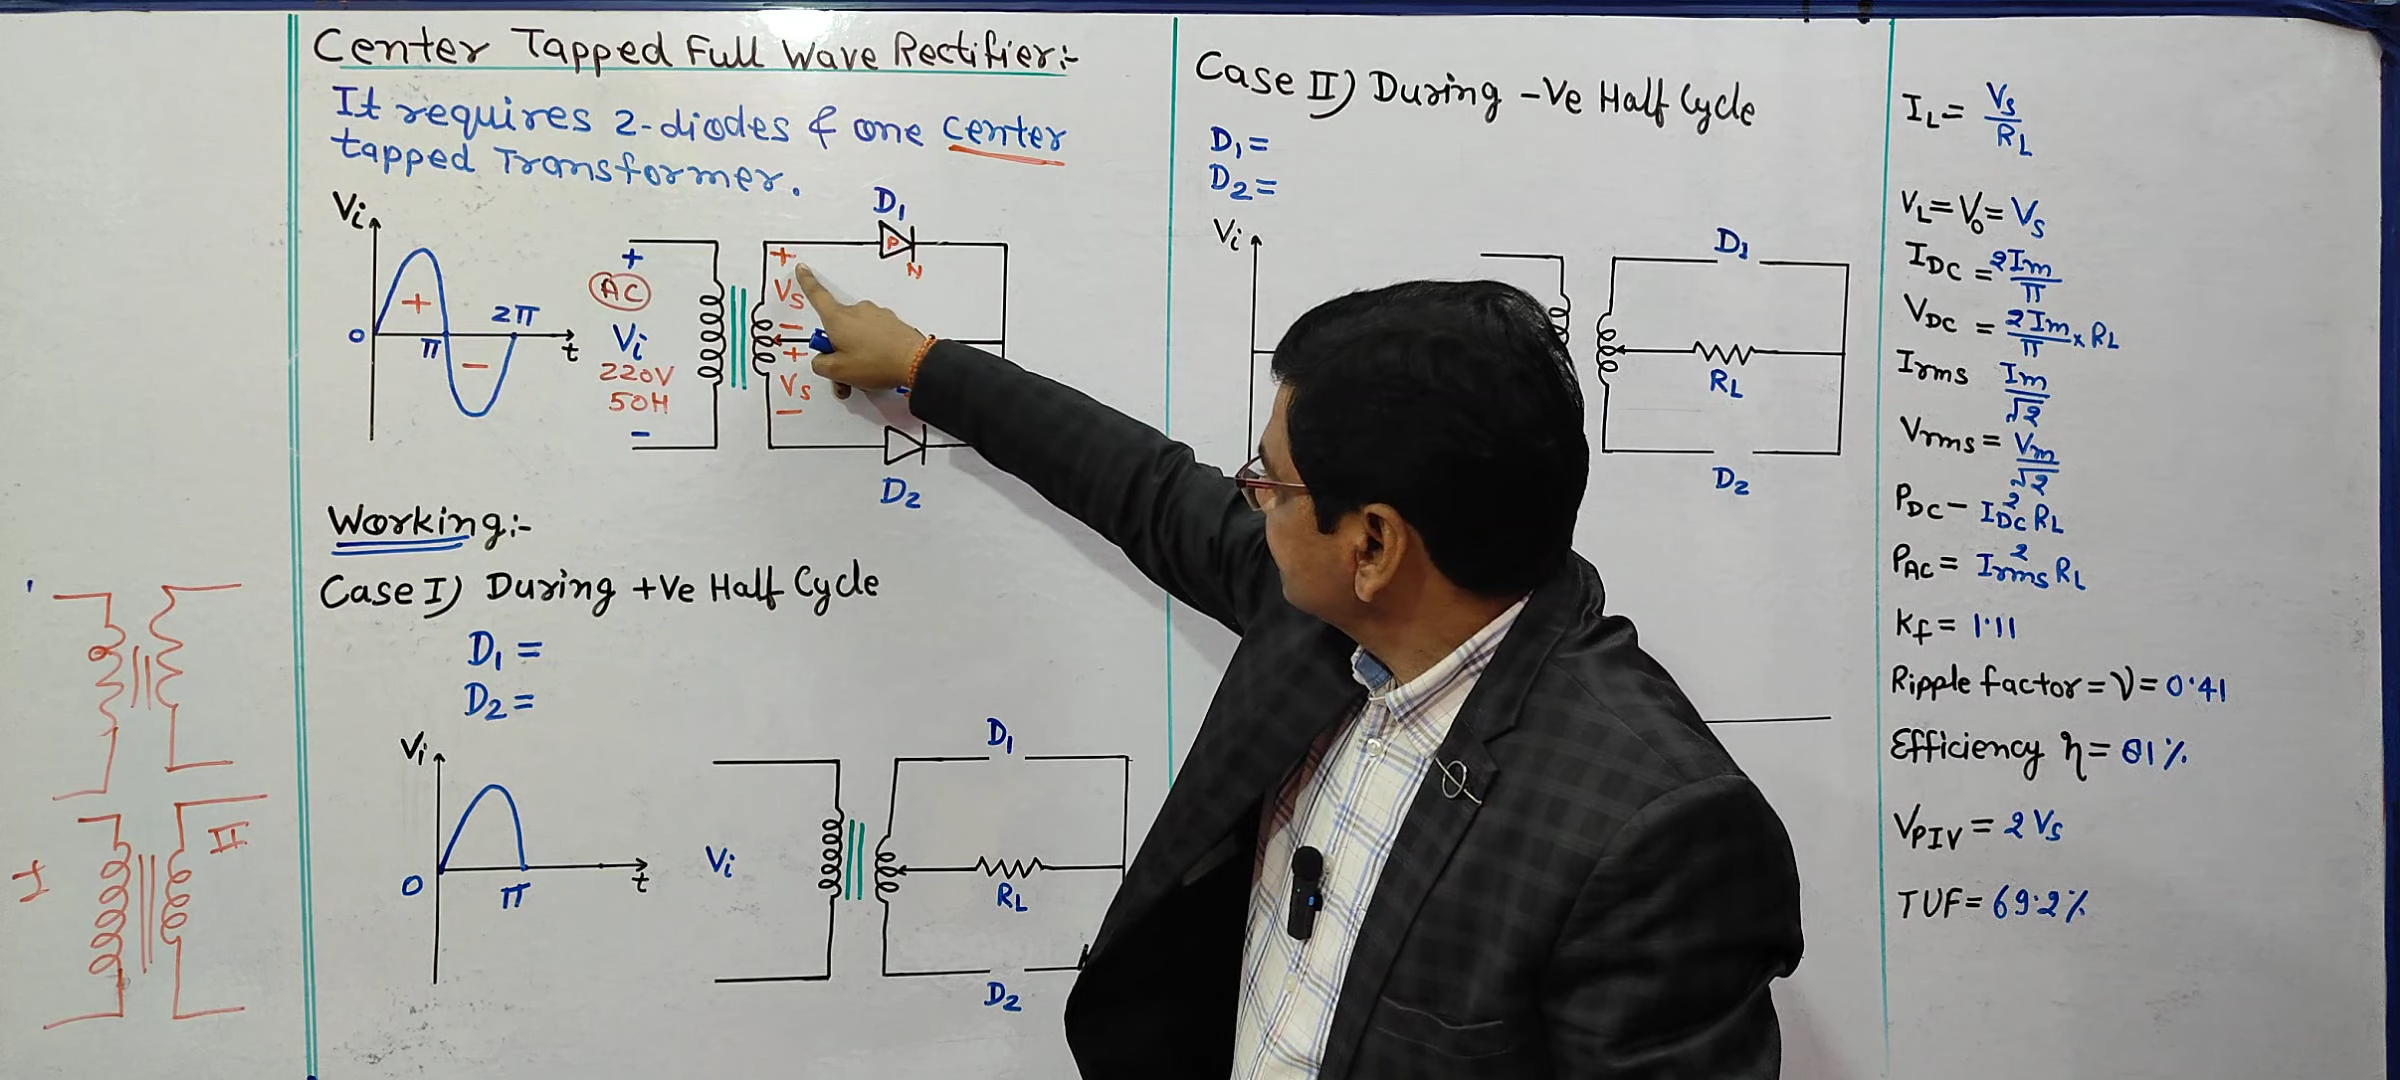 Center Tapped Full Wave Rectifier:-
It requires 2-diodes & one center
tapped Transformer.
Vi
+
-
0
π
2π
t
+
AC
Vi
220V
50H
-
+
Vs
-
+
Vs
-
D1
P
N
D2
Working:-
Case I) During +Ve Half Cycle
D1 =
D2 =
Vi
0
π
t
Vi
D1
RL
D2
I
II
Case II) During -Ve Half Cycle
D1 =
D2 =
Vi
D1
RL
D2
IL = Vs/RL
VL = Vo = Vs
IDC = 2Im/π
VDC = 2Im/π x RL
Irms Im/√2
Vrms = Vm/√2
PDC - I²DC RL
PAC = I²rms RL
Kf = 1.11
Ripple factor = γ = 0.41
Efficiency η = 81%
VPIV = 2Vs
TUF = 69.2%